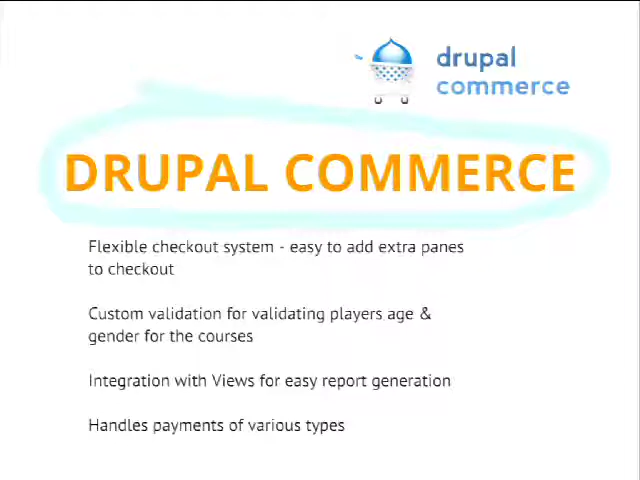 drupal
commerce
DRUPAL COMMERCE
Flexible checkout system - easy to add extra panes
to checkout
Custom validation for validating players age &
gender for the courses
Integration with Views for easy report generation
Handles payments of various types